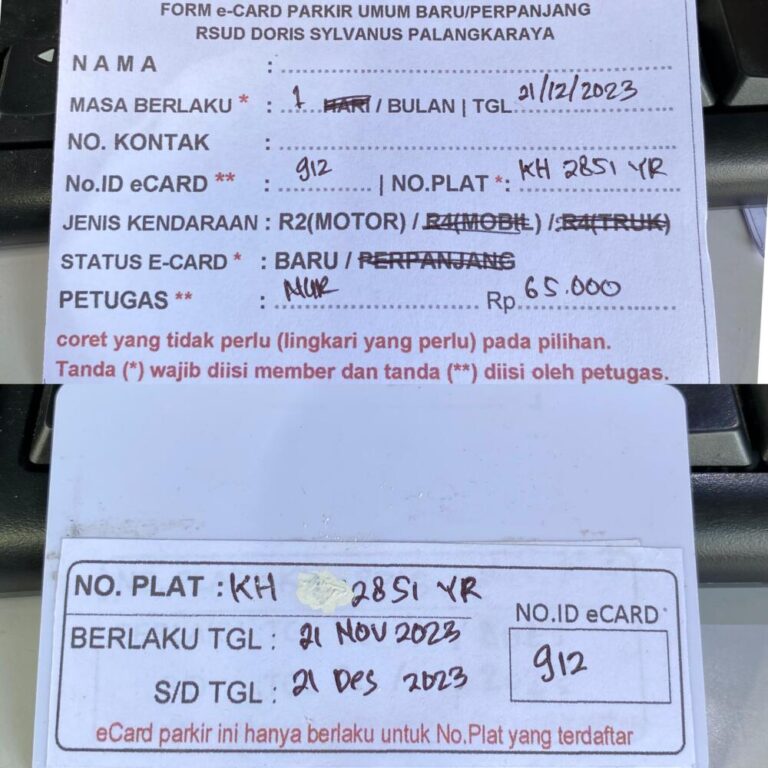 FORM e-CARD PARKIR UMUM BARU/PERPANJANG
RSUD DORIS SYLVANUS PALANGKARAYA
NAMA :
MASA BERLAKU * : 1 HARI / BULAN | TGL 21/12/2023
NO. KONTAK :
No.ID eCARD ** : 912 | NO.PLAT *: KH 2851 YR
JENIS KENDARAAN : R2(MOTOR) / R4(MOBIL) / R4(TRUK)
STATUS E-CARD * : BARU / PERPANJANG
PETUGAS ** : NUR Rp 65.000
coret yang tidak perlu (lingkari yang perlu) pada pilihan.
Tanda (*) wajib diisi member dan tanda (**) diisi oleh petugas.
NO. PLAT : KH 2851 YR
BERLAKU TGL : 21 NOV 2023
S/D TGL : 21 Des 2023
NO.ID eCARD
912
eCard parkir ini hanya berlaku untuk No.Plat yang terdaftar